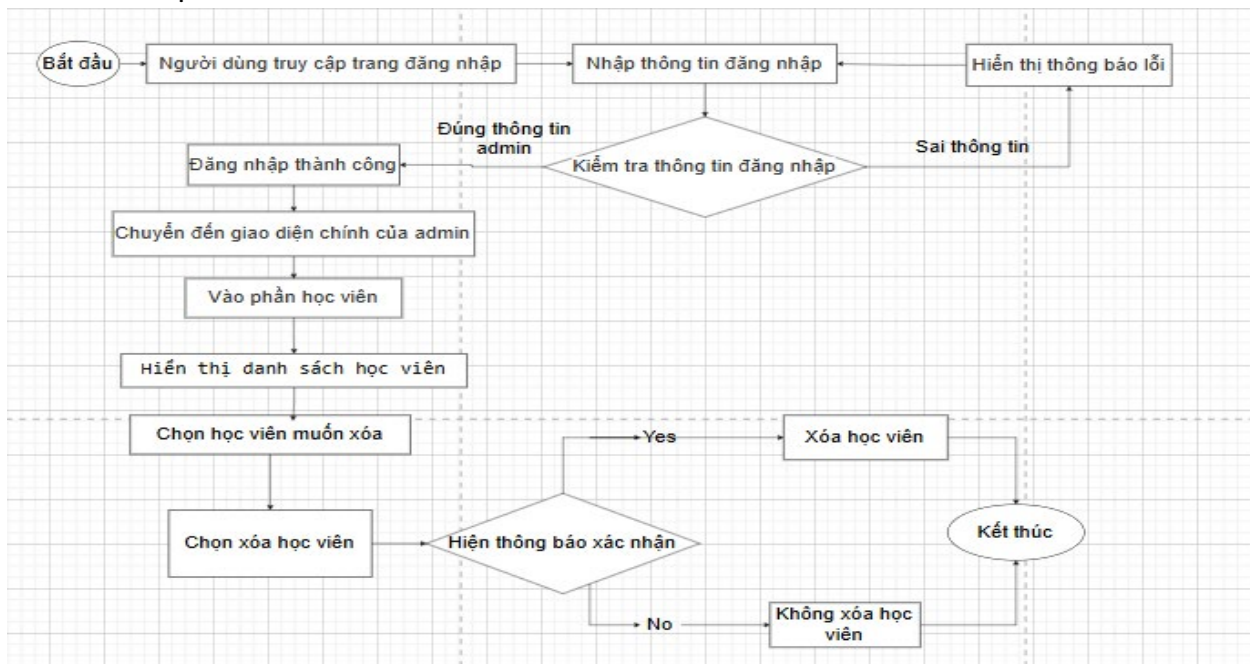 Bắt đầu
Người dùng truy cập trang đăng nhập
Nhập thông tin đăng nhập
Hiển thị thông báo lỗi
Đúng thông tin
admin
Sai thông tin
Đăng nhập thành công
Kiểm tra thông tin đăng nhập
Chuyển đến giao diện chính của admin
Vào phần học viên
Hiển thị danh sách học viên
Chọn học viên muốn xóa
Yes
Xóa học viên
Chọn xóa học viên
Hiện thông báo xác nhận
Kết thúc
No
Không xóa học
viên